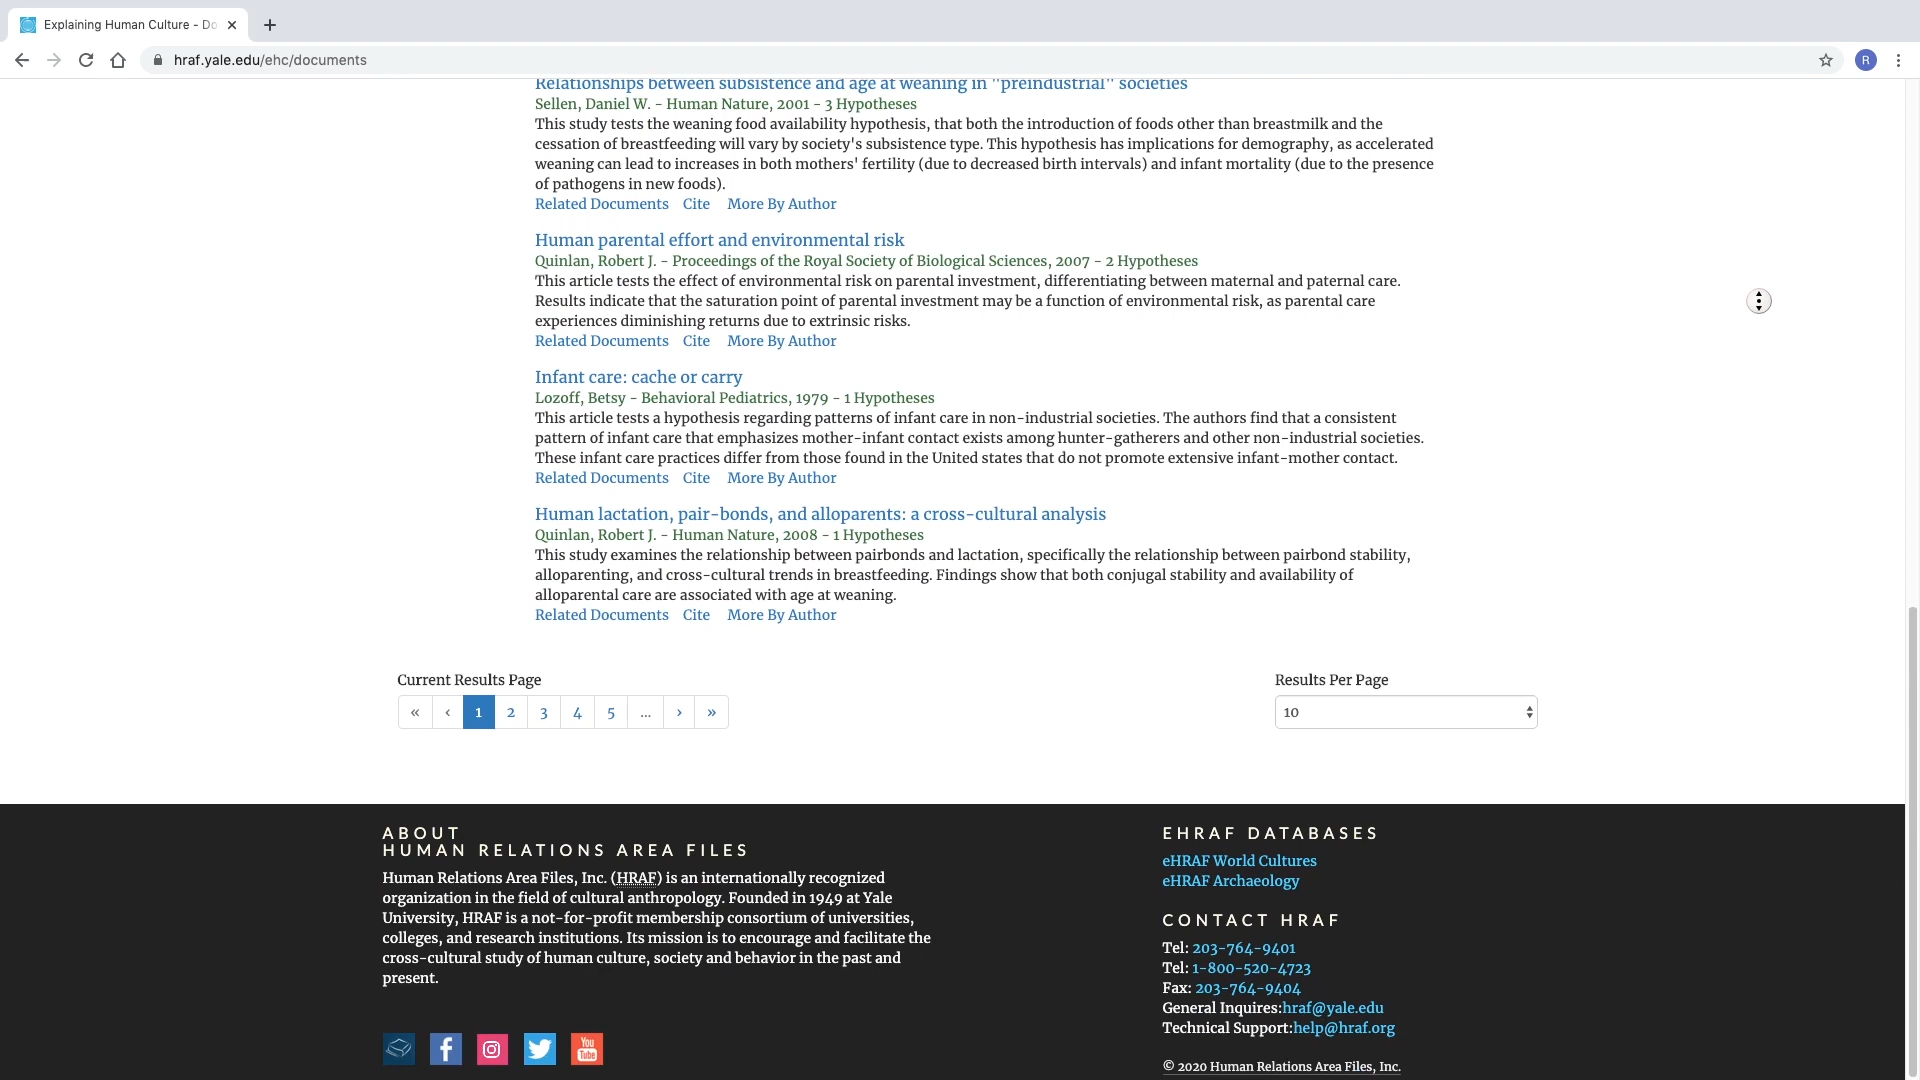 Explaining Human Culture - Do
hraf.yale.edu/ehc/documents
R
Relationships between subsistence and age at weaning in "preindustrial" societies
Sellen, Daniel W. - Human Nature, 2001 - 3 Hypotheses
This study tests the weaning food availability hypothesis, that both the introduction of foods other than breastmilk and the
cessation of breastfeeding will vary by society's subsistence type. This hypothesis has implications for demography, as accelerated
weaning can lead to increases in both mothers' fertility (due to decreased birth intervals) and infant mortality (due to the presence
of pathogens in new foods).
Related Documents Cite More By Author
Human parental effort and environmental risk
Quinlan, Robert J. - Proceedings of the Royal Society of Biological Sciences, 2007 - 2 Hypotheses
This article tests the effect of environmental risk on parental investment, differentiating between maternal and paternal care.
Results indicate that the saturation point of parental investment may be a function of environmental risk, as parental care
experiences diminishing returns due to extrinsic risks.
Related Documents Cite More By Author
Infant care: cache or carry
Lozoff, Betsy - Behavioral Pediatrics, 1979 - 1 Hypotheses
This article tests a hypothesis regarding patterns of infant care in non-industrial societies. The authors find that a consistent
pattern of infant care that emphasizes mother-infant contact exists among hunter-gatherers and other non-industrial societies.
These infant care practices differ from those found in the United states that do not promote extensive infant-mother contact.
Related Documents Cite More By Author
Human lactation, pair-bonds, and alloparents: a cross-cultural analysis
Quinlan, Robert J. - Human Nature, 2008 - 1 Hypotheses
This study examines the relationship between pairbonds and lactation, specifically the relationship between pairbond stability,
alloparenting, and cross-cultural trends in breastfeeding. Findings show that both conjugal stability and availability of
alloparental care are associated with age at weaning.
Related Documents Cite More By Author
Current Results Page
« ‹ 1 2 3 4 5 ... › »
Results Per Page
10
ABOUT
HUMAN RELATIONS AREA FILES
Human Relations Area Files, Inc. (HRAF) is an internationally recognized
organization in the field of cultural anthropology. Founded in 1949 at Yale
University, HRAF is a not-for-profit membership consortium of universities,
colleges, and research institutions. Its mission is to encourage and facilitate the
cross-cultural study of human culture, society and behavior in the past and
present.
You
Tube
EHRAF DATABASES
eHRAF World Cultures
eHRAF Archaeology
CONTACT HRAF
Tel: 203-764-9401
Tel: 1-800-520-4723
Fax: 203-764-9404
General Inquires:hraf@yale.edu
Technical Support:help@hraf.org
© 2020 Human Relations Area Files, Inc.